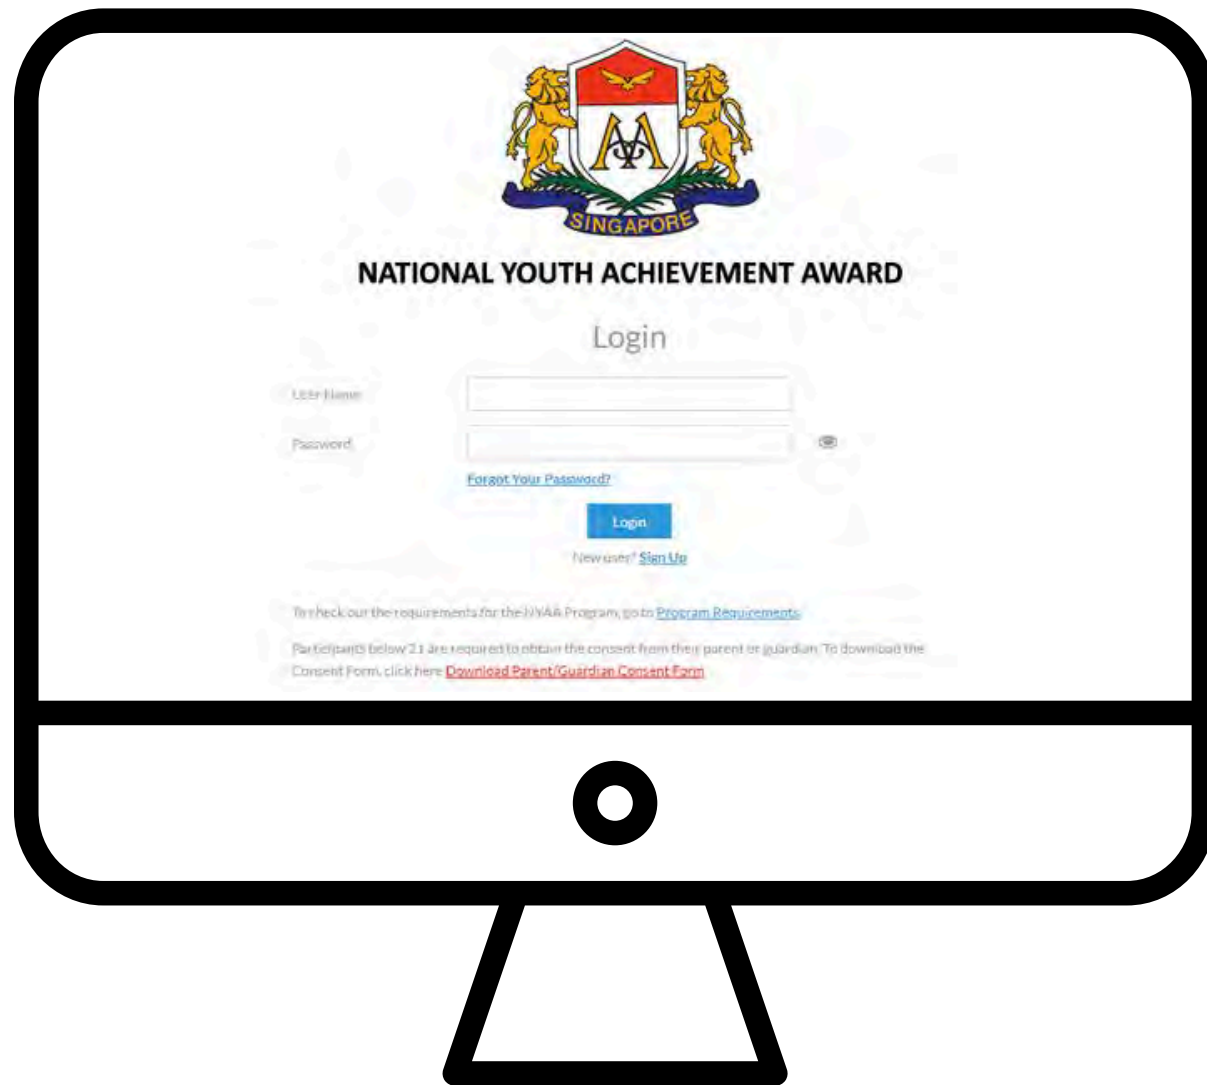 SINGAPORE
NATIONAL YOUTH ACHIEVEMENT AWARD
Login
User Name
Password
Forgot Your Password?
Login
New user? Sign Up
To check out the requirements for the NYAA Program, go to Program Requirements.
Participants below 21 are required to obtain the consent from their parent or guardian. To download the
Consent Form, click here Download Parent/Guardian Consent Form